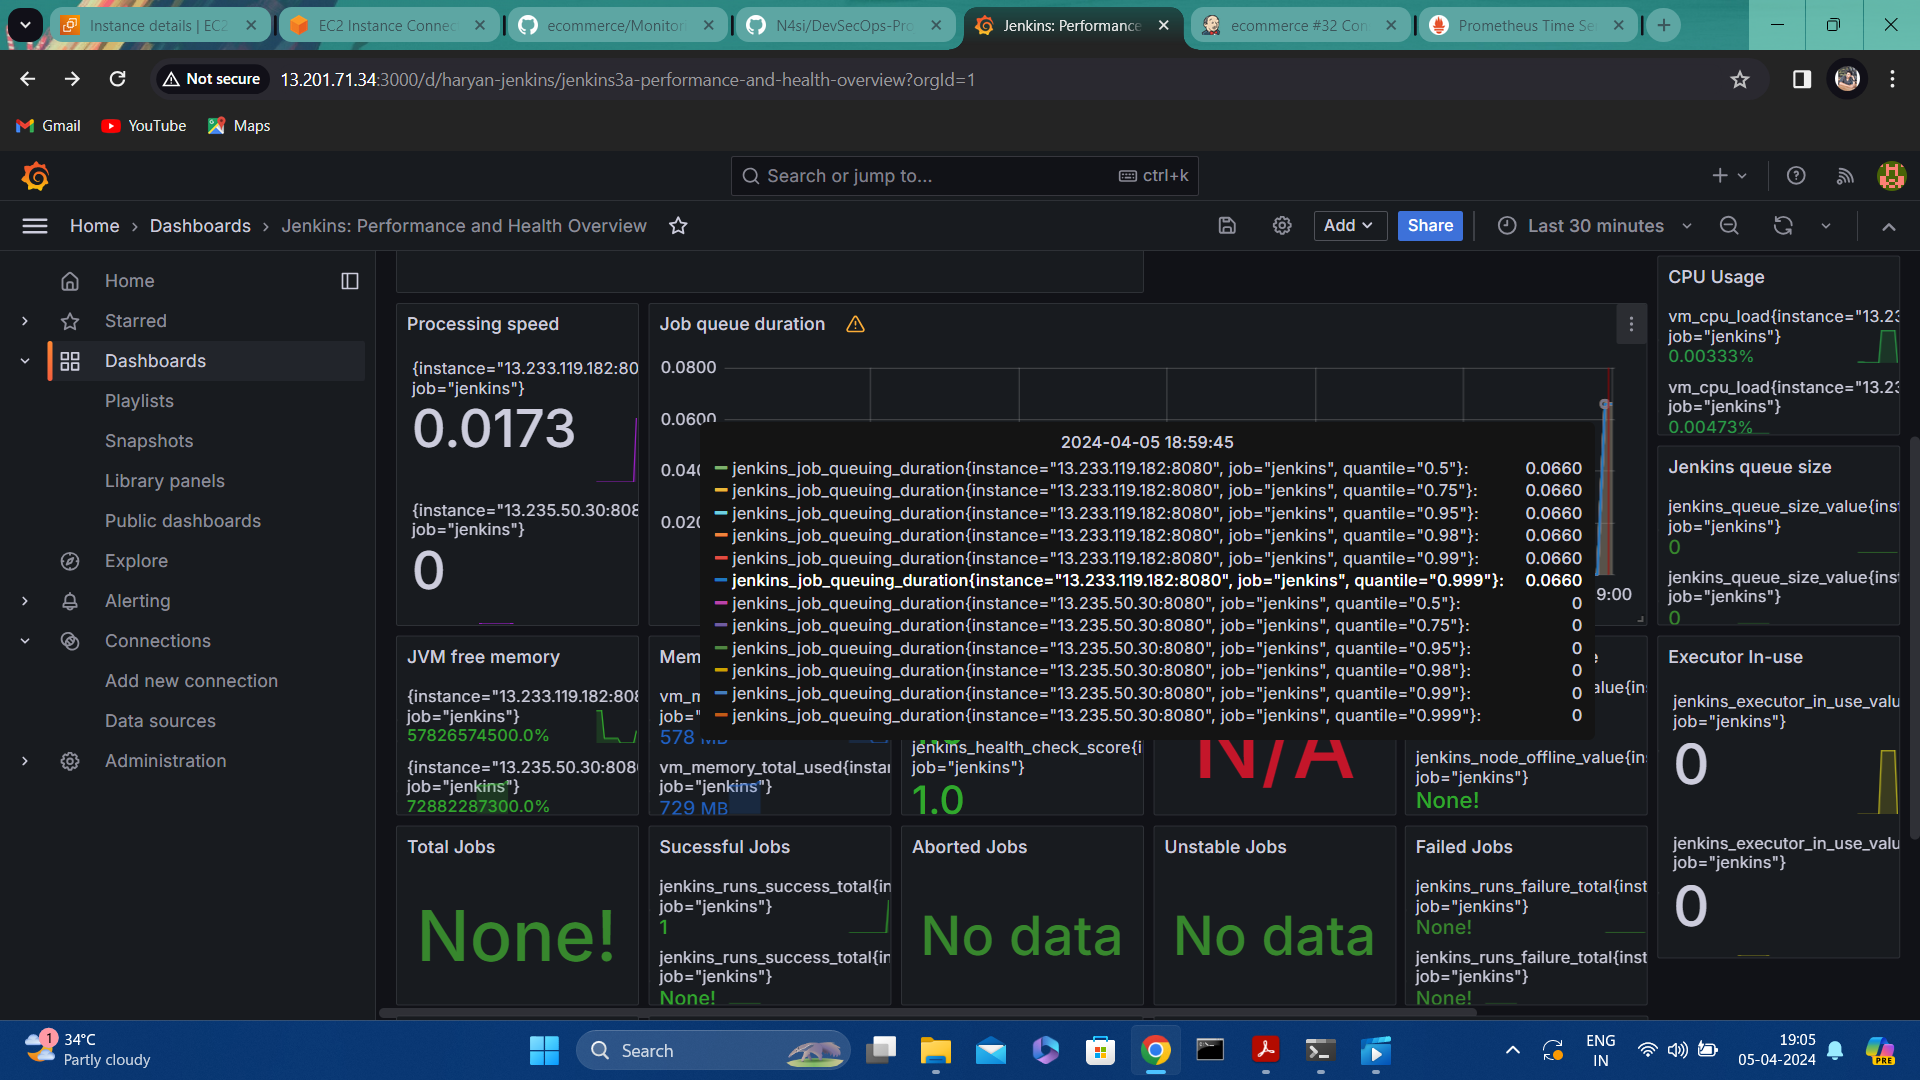 Instance details | EC2
EC2 Instance Connec
ecommerce/Monitor
N4si/DevSecOps-Pro
Jenkins: Performance
ecommerce #32 Con
Prometheus Time Se
Not secure
13.201.71.34:3000/d/haryan-jenkins/jenkins3a-performance-and-health-overview?orgId=1
Gmail
YouTube
Maps
Search or jump to...
ctrl+k
Home › Dashboards › Jenkins: Performance and Health Overview
Add
Share
Last 30 minutes
Home
Starred
Dashboards
Playlists
Snapshots
Library panels
Public dashboards
Explore
Alerting
Connections
Add new connection
Data sources
Administration
Processing speed
{instance="13.233.119.182:80
job="jenkins"}
0.0173
{instance="13.235.50.30:808
job="jenkins"}
0
Job queue duration
0.0800
0.0600
0.040
0.020
9:00
2024-04-05 18:59:45
jenkins_job_queuing_duration{instance="13.233.119.182:8080", job="jenkins", quantile="0.5"}: 0.0660
jenkins_job_queuing_duration{instance="13.233.119.182:8080", job="jenkins", quantile="0.75"}: 0.0660
jenkins_job_queuing_duration{instance="13.233.119.182:8080", job="jenkins", quantile="0.95"}: 0.0660
jenkins_job_queuing_duration{instance="13.233.119.182:8080", job="jenkins", quantile="0.98"}: 0.0660
jenkins_job_queuing_duration{instance="13.233.119.182:8080", job="jenkins", quantile="0.99"}: 0.0660
jenkins_job_queuing_duration{instance="13.233.119.182:8080", job="jenkins", quantile="0.999"}: 0.0660
jenkins_job_queuing_duration{instance="13.235.50.30:8080", job="jenkins", quantile="0.5"}: 0
jenkins_job_queuing_duration{instance="13.235.50.30:8080", job="jenkins", quantile="0.75"}: 0
jenkins_job_queuing_duration{instance="13.235.50.30:8080", job="jenkins", quantile="0.95"}: 0
jenkins_job_queuing_duration{instance="13.235.50.30:8080", job="jenkins", quantile="0.98"}: 0
jenkins_job_queuing_duration{instance="13.235.50.30:8080", job="jenkins", quantile="0.99"}: 0
jenkins_job_queuing_duration{instance="13.235.50.30:8080", job="jenkins", quantile="0.999"}: 0
CPU Usage
vm_cpu_load{instance="13.23
job="jenkins"}
0.00333%
vm_cpu_load{instance="13.23
job="jenkins"}
0.00473%
Jenkins queue size
jenkins_queue_size_value{inst
job="jenkins"}
0
jenkins_queue_size_value{inst
job="jenkins"}
0
JVM free memory
{instance="13.233.119.182:808
job="jenkins"}
57826574500.0%
{instance="13.235.50.30:808
job="jenkins"}
72882287300.0%
Mem
vm_m
job="j
578 MB
vm_memory_total_used{instar
job="jenkins"}
729 MB
jenkins_health_check_score{i
job="jenkins"}
1.0
N/A
alue{in
jenkins_node_offline_value{in
job="jenkins"}
None!
Executor In-use
jenkins_executor_in_use_valu
job="jenkins"}
0
jenkins_executor_in_use_valu
job="jenkins"}
0
Total Jobs
None!
Sucessful Jobs
jenkins_runs_success_total{in
job="jenkins"}
1
jenkins_runs_success_total{in
job="jenkins"}
None!
Aborted Jobs
No data
Unstable Jobs
No data
Failed Jobs
jenkins_runs_failure_total{inst
job="jenkins"}
None!
jenkins_runs_failure_total{inst
job="jenkins"}
None!
1
34°C
Partly cloudy
Search
PRE
ENG
IN
19:05
05-04-2024